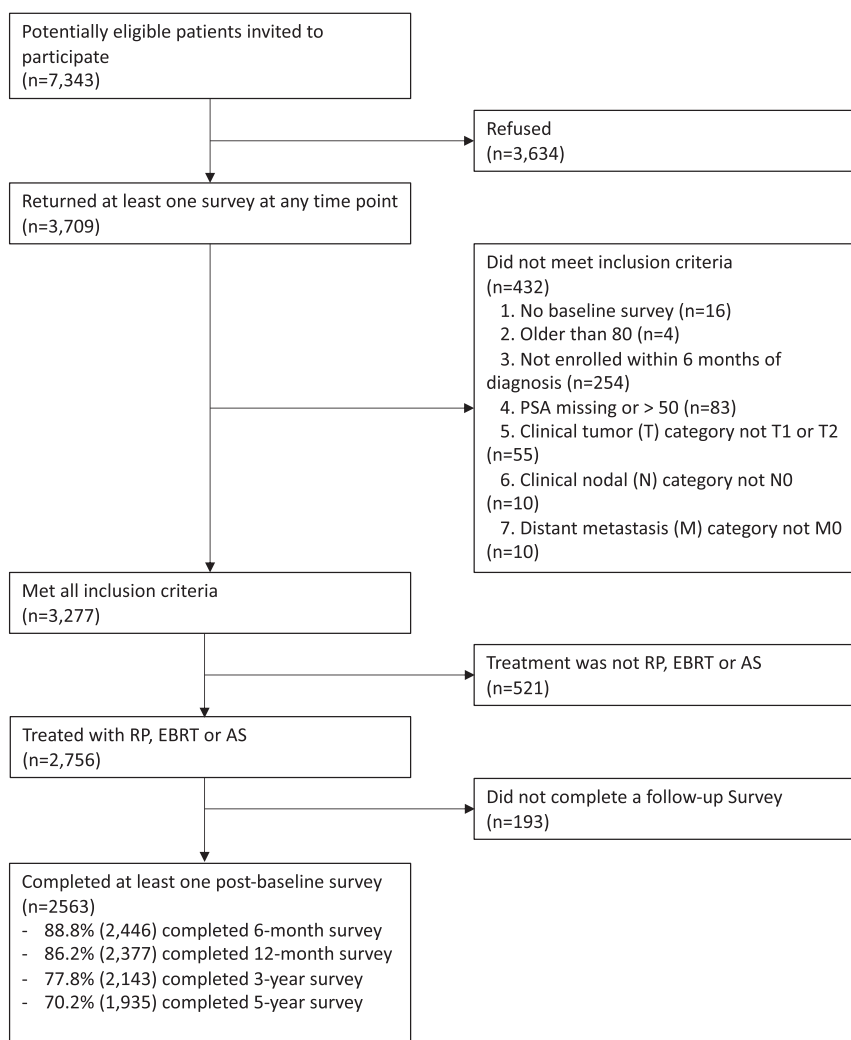 Potentially eligible patients invited to
participate
(n=7,343)
Refused
(n=3,634)
Returned at least one survey at any time point
(n=3,709)
Did not meet inclusion criteria
(n=432)
1. No baseline survey (n=16)
2. Older than 80 (n=4)
3. Not enrolled within 6 months of
diagnosis (n=254)
4. PSA missing or > 50 (n=83)
5. Clinical tumor (T) category not T1 or T2
(n=55)
6. Clinical nodal (N) category not N0
(n=10)
7. Distant metastasis (M) category not M0
(n=10)
Met all inclusion criteria
(n=3,277)
Treatment was not RP, EBRT or AS
(n=521)
Treated with RP, EBRT or AS
(n=2,756)
Did not complete a follow-up Survey
(n=193)
Completed at least one post-baseline survey
(n=2563)
- 88.8% (2,446) completed 6-month survey
- 86.2% (2,377) completed 12-month survey
- 77.8% (2,143) completed 3-year survey
- 70.2% (1,935) completed 5-year survey